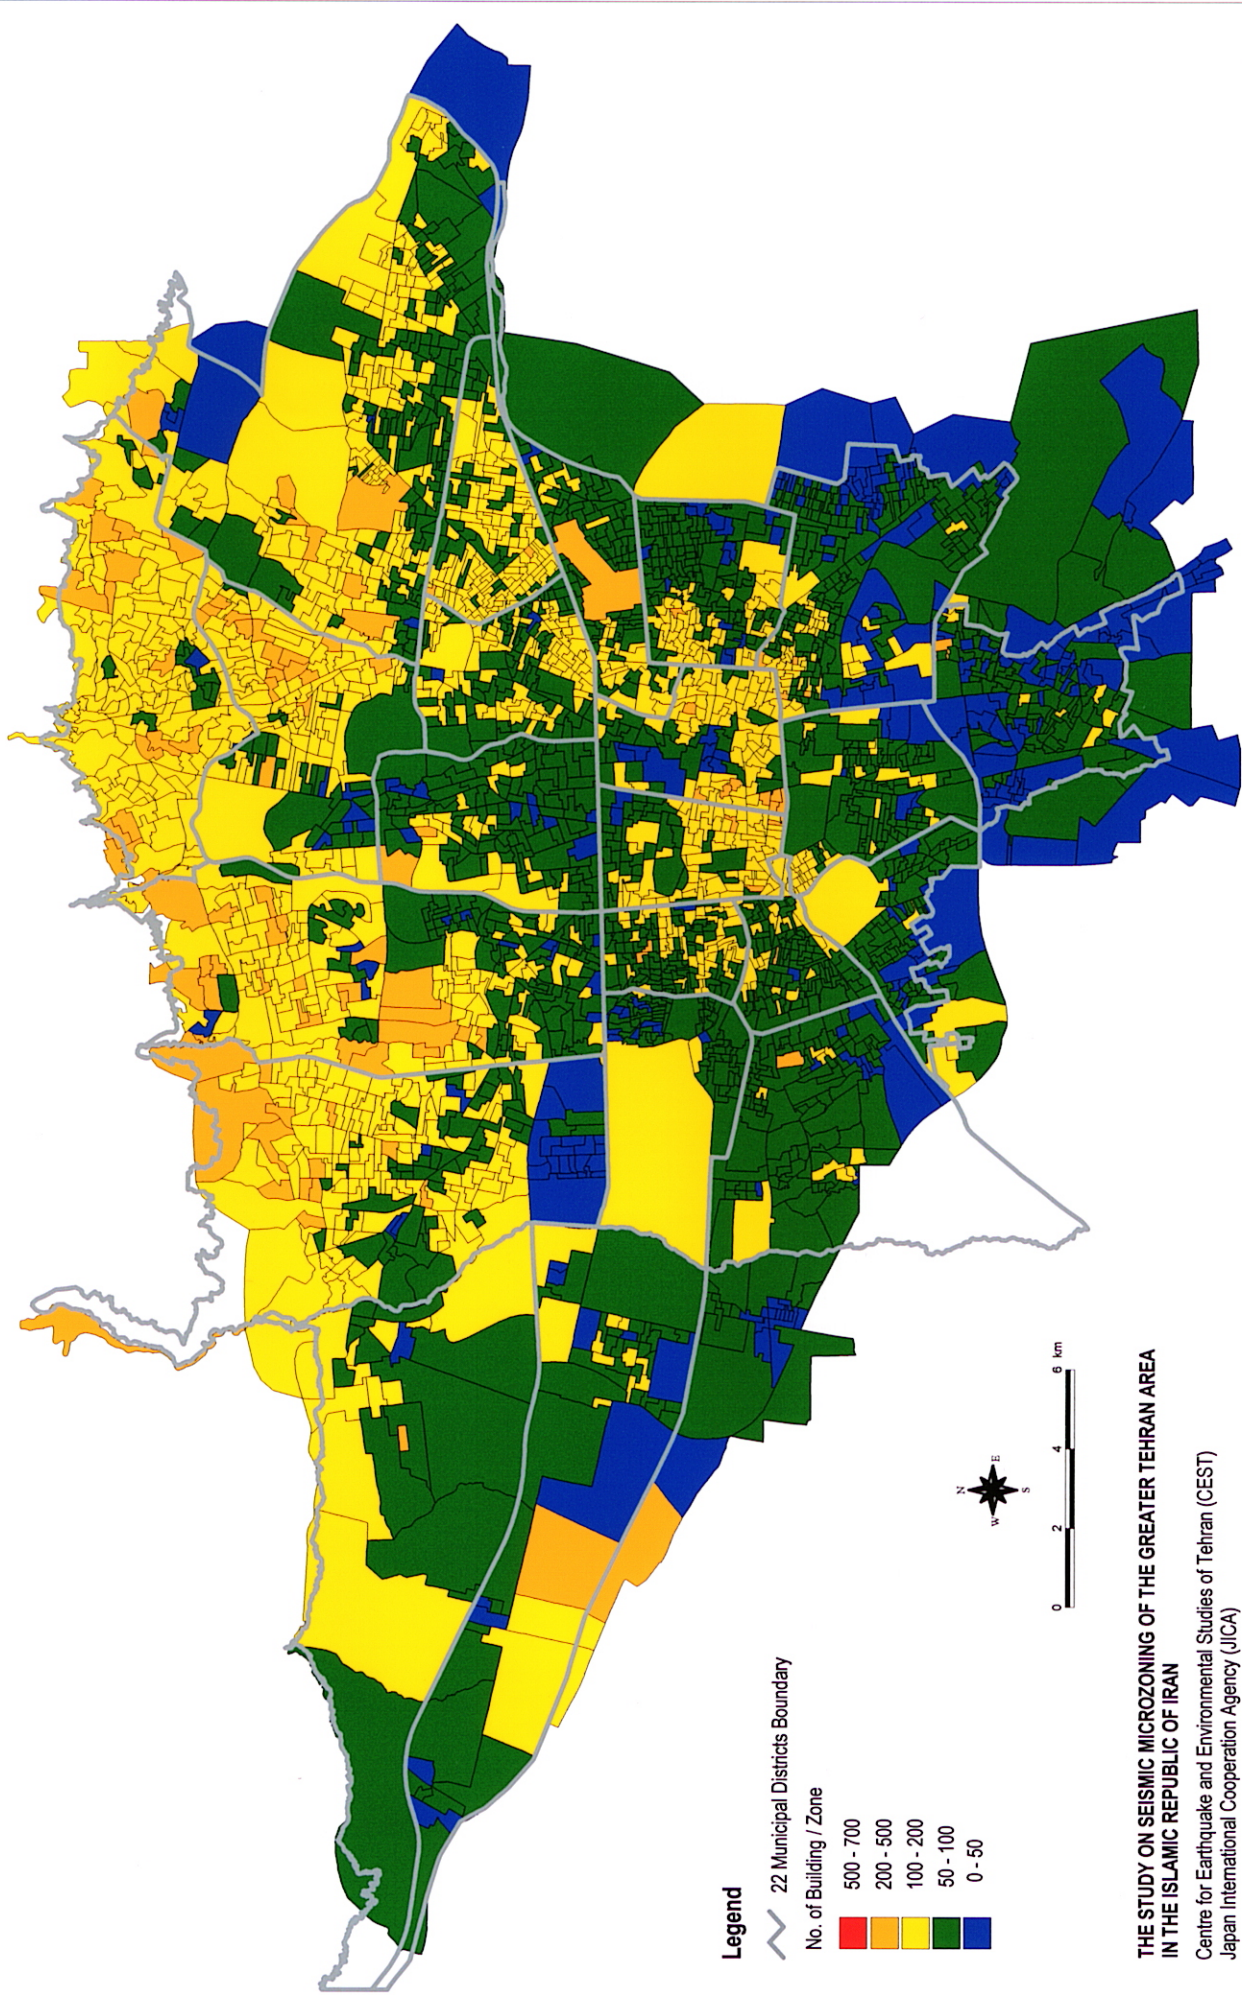 Legend
22 Municipal Districts Boundary
No. of Building / Zone
500 - 700
200 - 500
100 - 200
50 - 100
0 - 50
N
W
E
S
0
2
4
6 km
THE STUDY ON SEISMIC MICROZONING OF THE GREATER TEHRAN AREA
IN THE ISLAMIC REPUBLIC OF IRAN
Centre for Earthquake and Environmental Studies of Tehran (CEST)
Japan International Cooperation Agency (JICA)